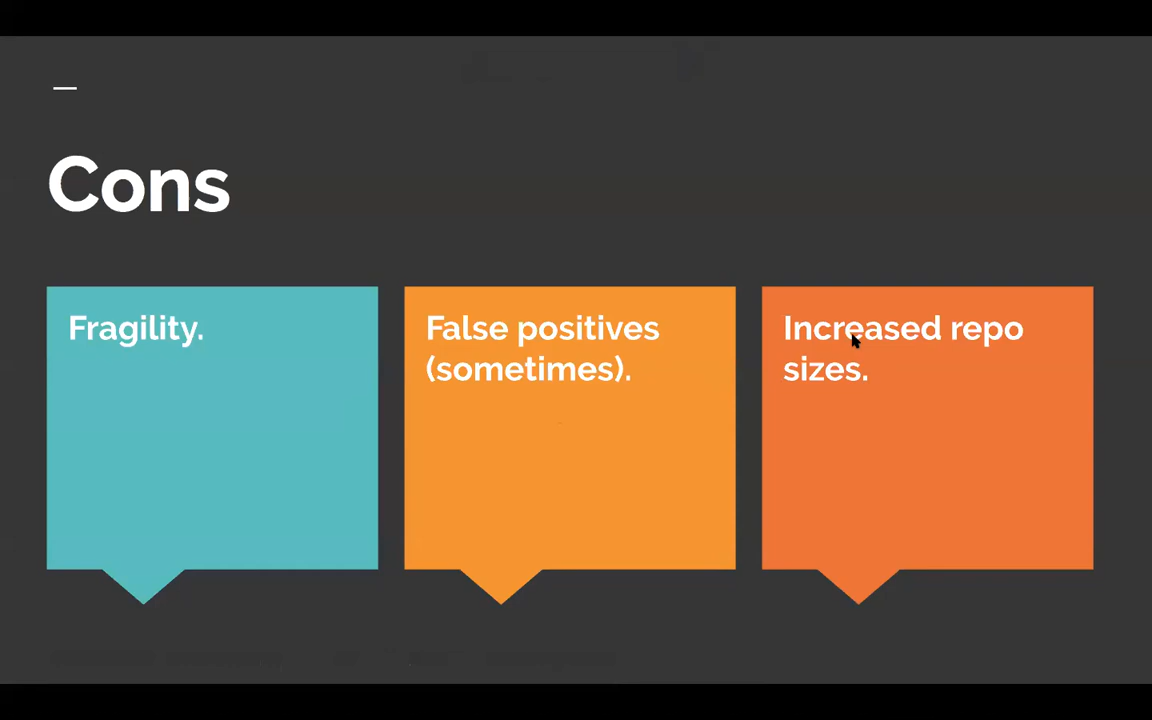 Cons
Fragility.
False positives
(sometimes).
Increased repo
sizes.